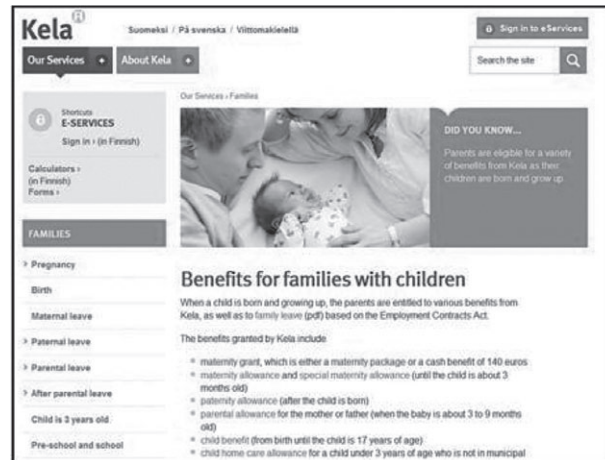 Kela
Suomeksi / På svenska / Viittomakielellä
Sign in to eServices
Our Services
About Kela
Search the site
Shortcuts
E-SERVICES
Sign in › (in Finnish)
Calculators ›
(in Finnish)
Forms ›
Our Services › Families
DID YOU KNOW...
Parents are eligible for a variety
of benefits from Kela as their
children are born and grow up.
FAMILIES
› Pregnancy
Birth
Maternal leave
› Paternal leave
› Parental leave
› After parental leave
Child is 3 years old
Pre-school and school
Benefits for families with children
When a child is born and growing up, the parents are entitled to various benefits from
Kela, as well as to family leave (pdf) based on the Employment Contracts Act.
The benefits granted by Kela include
maternity grant, which is either a maternity package or a cash benefit of 140 euros
maternity allowance and special maternity allowance (until the child is about 3
months old)
paternity allowance (after the child is born)
parental allowance for the mother or father (when the baby is about 3 to 9 months
old)
child benefit (from birth until the child is 17 years of age)
child home care allowance for a child under 3 years of age who is not in municipal